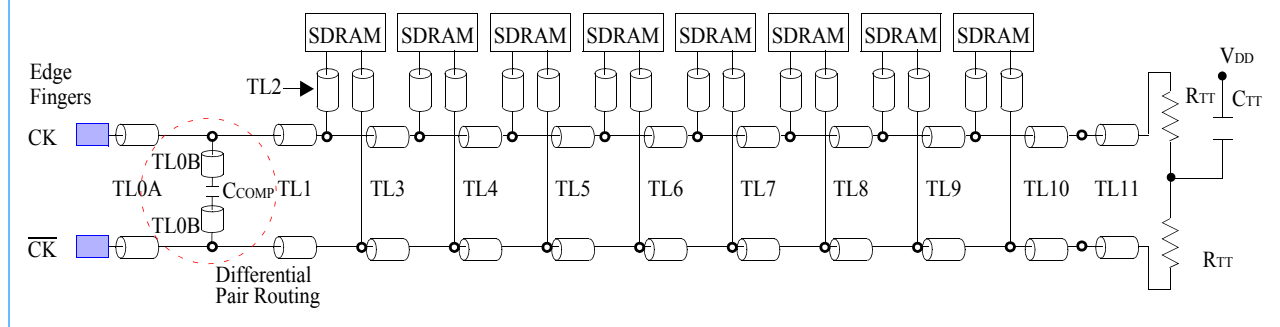 SDRAM SDRAM SDRAM SDRAM SDRAM SDRAM SDRAM SDRAM
Edge
Fingers
TL2
VDD
RTT
CTT
CK
TL0B
TL0A
CCOMP
TL1
TL3
TL4
TL5
TL6
TL7
TL8
TL9
TL10
TL11
TL0B
CK
RTT
Differential
Pair Routing